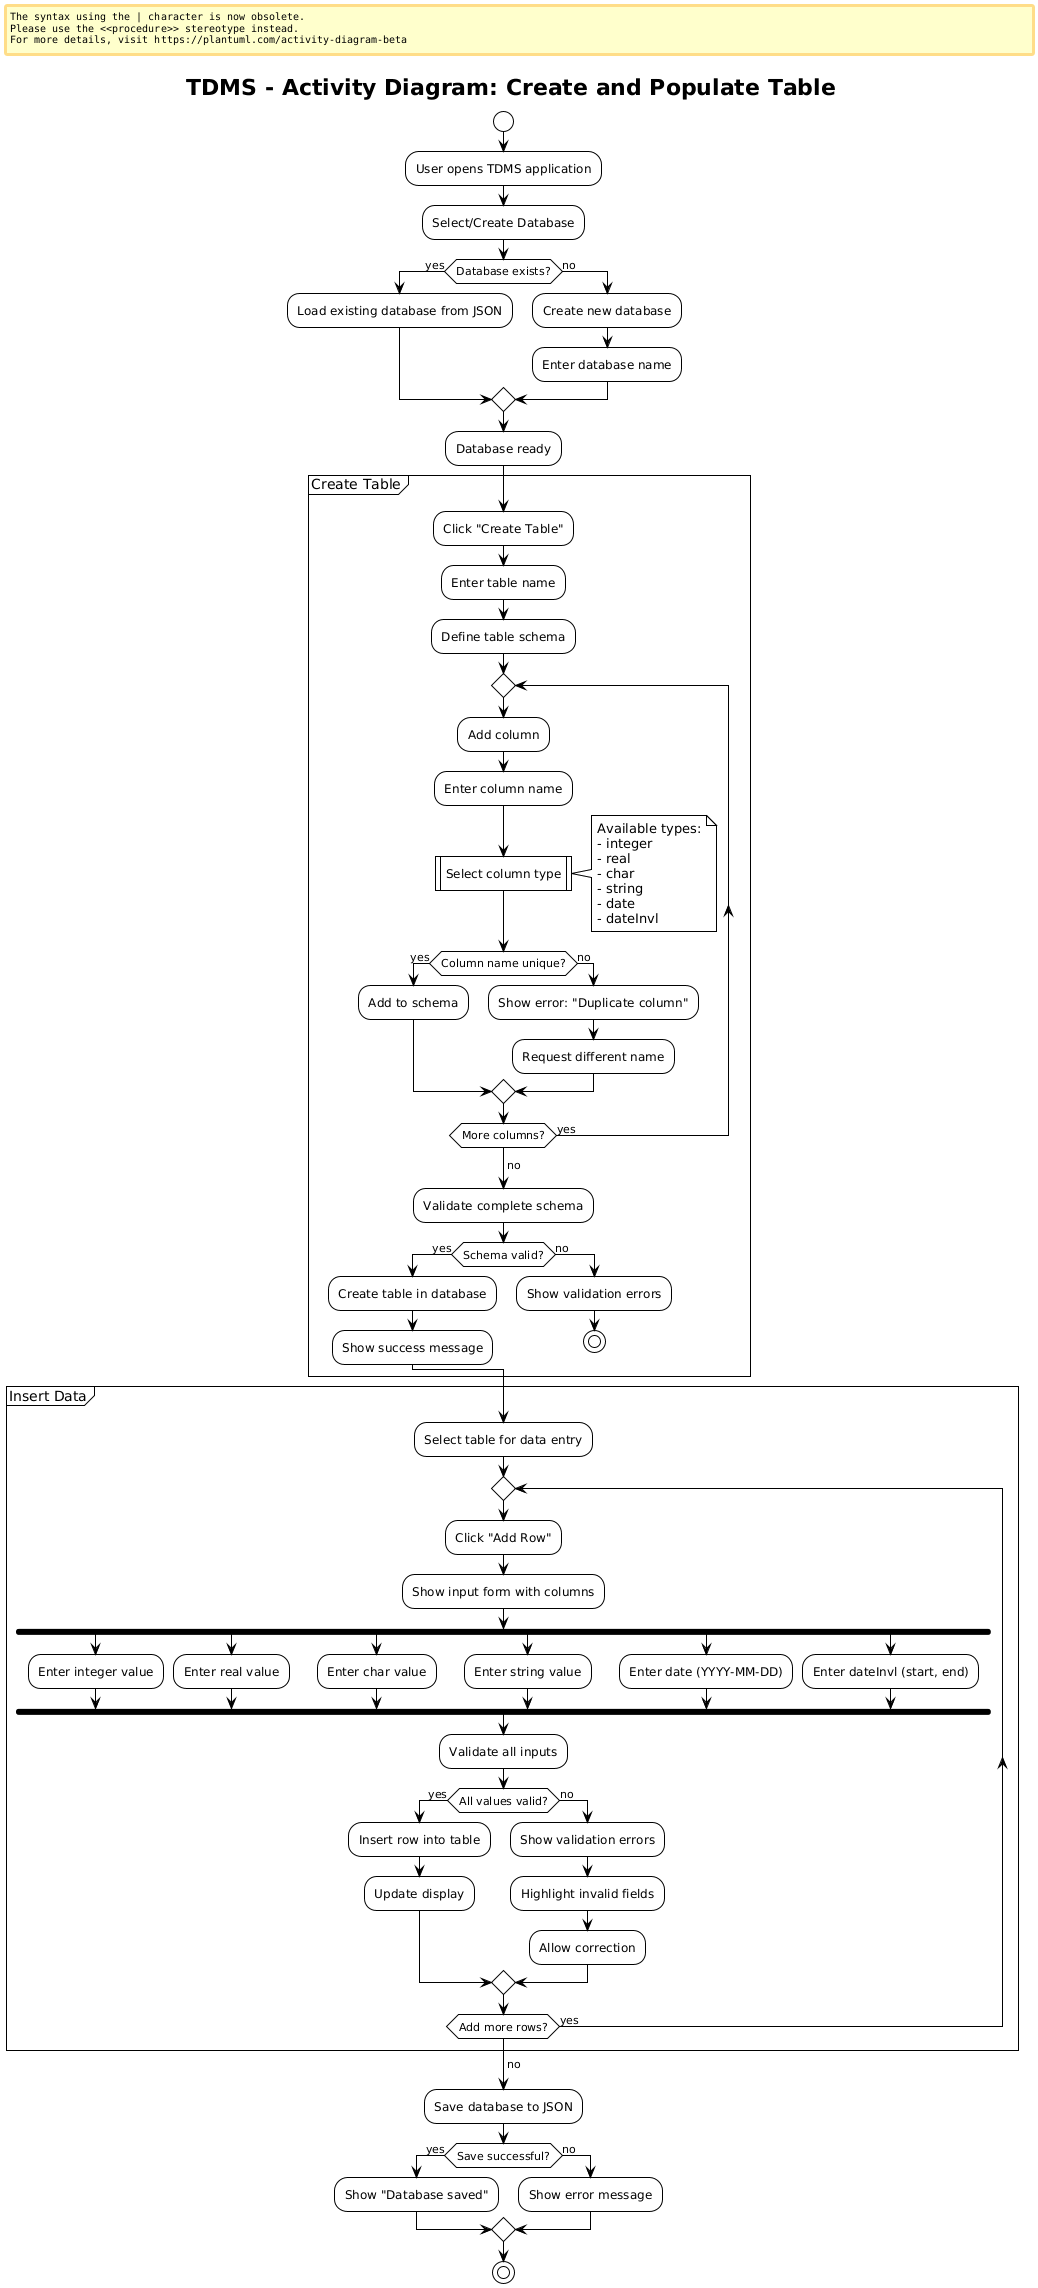 The syntax using the | character is now obsolete.
Please use the <<procedure>> stereotype instead.
For more details, visit https://plantuml.com/activity-diagram-beta
TDMS - Activity Diagram: Create and Populate Table
User opens TDMS application
Select/Create Database
yes
Database exists?
no
Load existing database from JSON
Create new database
Enter database name
Database ready
Create Table
Click "Create Table"
Enter table name
Define table schema
Add column
Enter column name
Select column type
Available types:
- integer
- real
- char
- string
- date
- dateInvl
yes
Column name unique?
no
Add to schema
Show error: "Duplicate column"
Request different name
More columns?
yes
no
Validate complete schema
yes
Schema valid?
no
Create table in database
Show validation errors
Show success message
Insert Data
Select table for data entry
Click "Add Row"
Show input form with columns
Enter integer value
Enter real value
Enter char value
Enter string value
Enter date (YYYY-MM-DD)
Enter dateInvl (start, end)
Validate all inputs
yes
All values valid?
no
Insert row into table
Show validation errors
Update display
Highlight invalid fields
Allow correction
Add more rows?
yes
no
Save database to JSON
yes
Save successful?
no
Show "Database saved"
Show error message